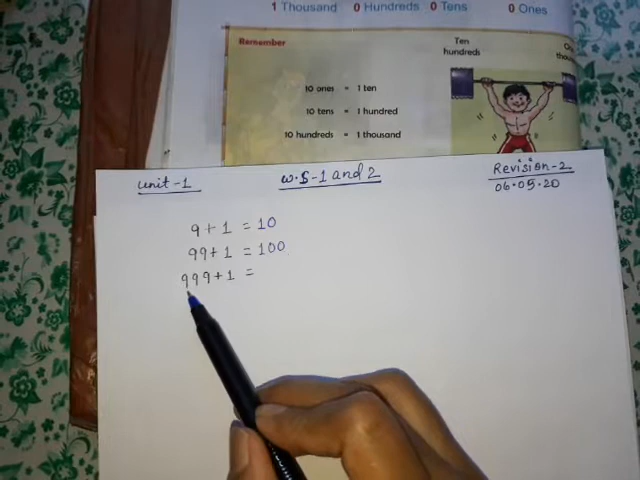 1 Thousand 0 Hundreds 0 Tens 0 Ones
Remember
Ten
hundreds
10 ones = 1 ten
10 tens = 1 hundred
10 hundreds = 1 thousand
Unit-1
W.S-1 and 2
Revision-2
06.05.20
9+1 = 10
99+1 = 100
999+1 =